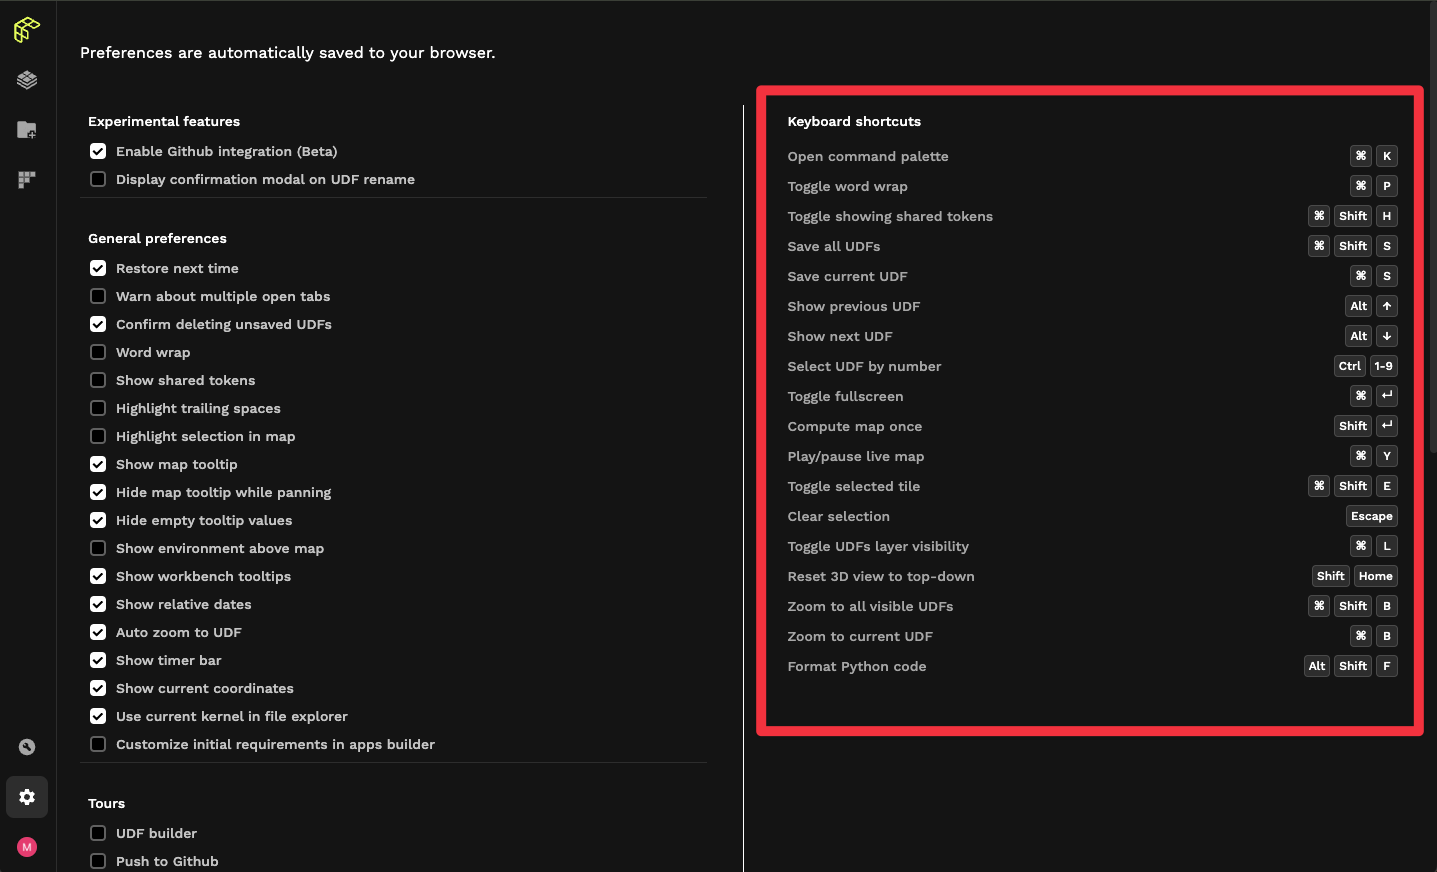 Preferences are automatically saved to your browser.
Experimental features
Enable Github integration (Beta)
Display confirmation modal on UDF rename
General preferences
Restore next time
Warn about multiple open tabs
Confirm deleting unsaved UDFs
Word wrap
Show shared tokens
Highlight trailing spaces
Highlight selection in map
Show map tooltip
Hide map tooltip while panning
Hide empty tooltip values
Show environment above map
Show workbench tooltips
Show relative dates
Auto zoom to UDF
Show timer bar
Show current coordinates
Use current kernel in file explorer
Customize initial requirements in apps builder
Tours
UDF builder
Push to Github
Keyboard shortcuts
Open command palette ⌘ K
Toggle word wrap ⌘ P
Toggle showing shared tokens ⌘ Shift H
Save all UDFs ⌘ Shift S
Save current UDF ⌘ S
Show previous UDF Alt ↑
Show next UDF Alt ↓
Select UDF by number Ctrl 1-9
Toggle fullscreen ⌘ ↵
Compute map once Shift ↵
Play/pause live map ⌘ Y
Toggle selected tile ⌘ Shift E
Clear selection Escape
Toggle UDFs layer visibility ⌘ L
Reset 3D view to top-down Shift Home
Zoom to all visible UDFs ⌘ Shift B
Zoom to current UDF ⌘ B
Format Python code Alt Shift F
M